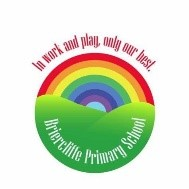 In work and play, only our best.
Briercliffe Primary School